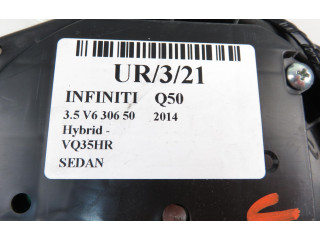 UR/3/21
INFINITI Q50
3.5 V6 306 50 2014
Hybrid -
VQ35HR
SEDAN